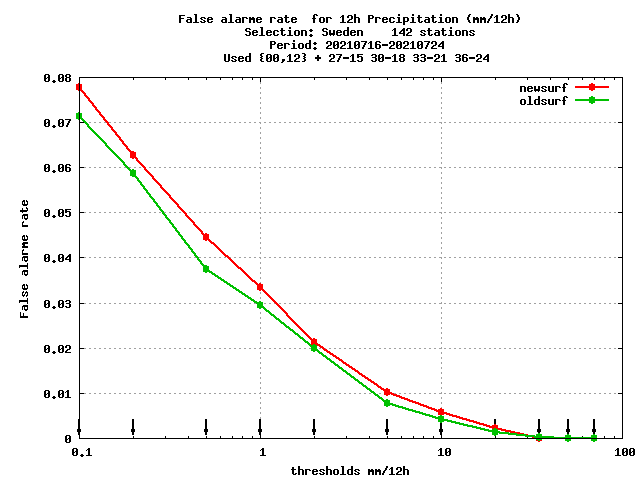 False alarme rate  for 12h Precipitation (mm/12h)
Selection: Sweden    142 stations
Period: 20210716-20210724
Used {00,12} + 27-15 30-18 33-21 36-24
newsurf
oldsurf
0.08
0.07
0.06
0.05
0.04
0.03
0.02
0.01
0
False alarme rate
0.1
1
10
100
thresholds mm/12h